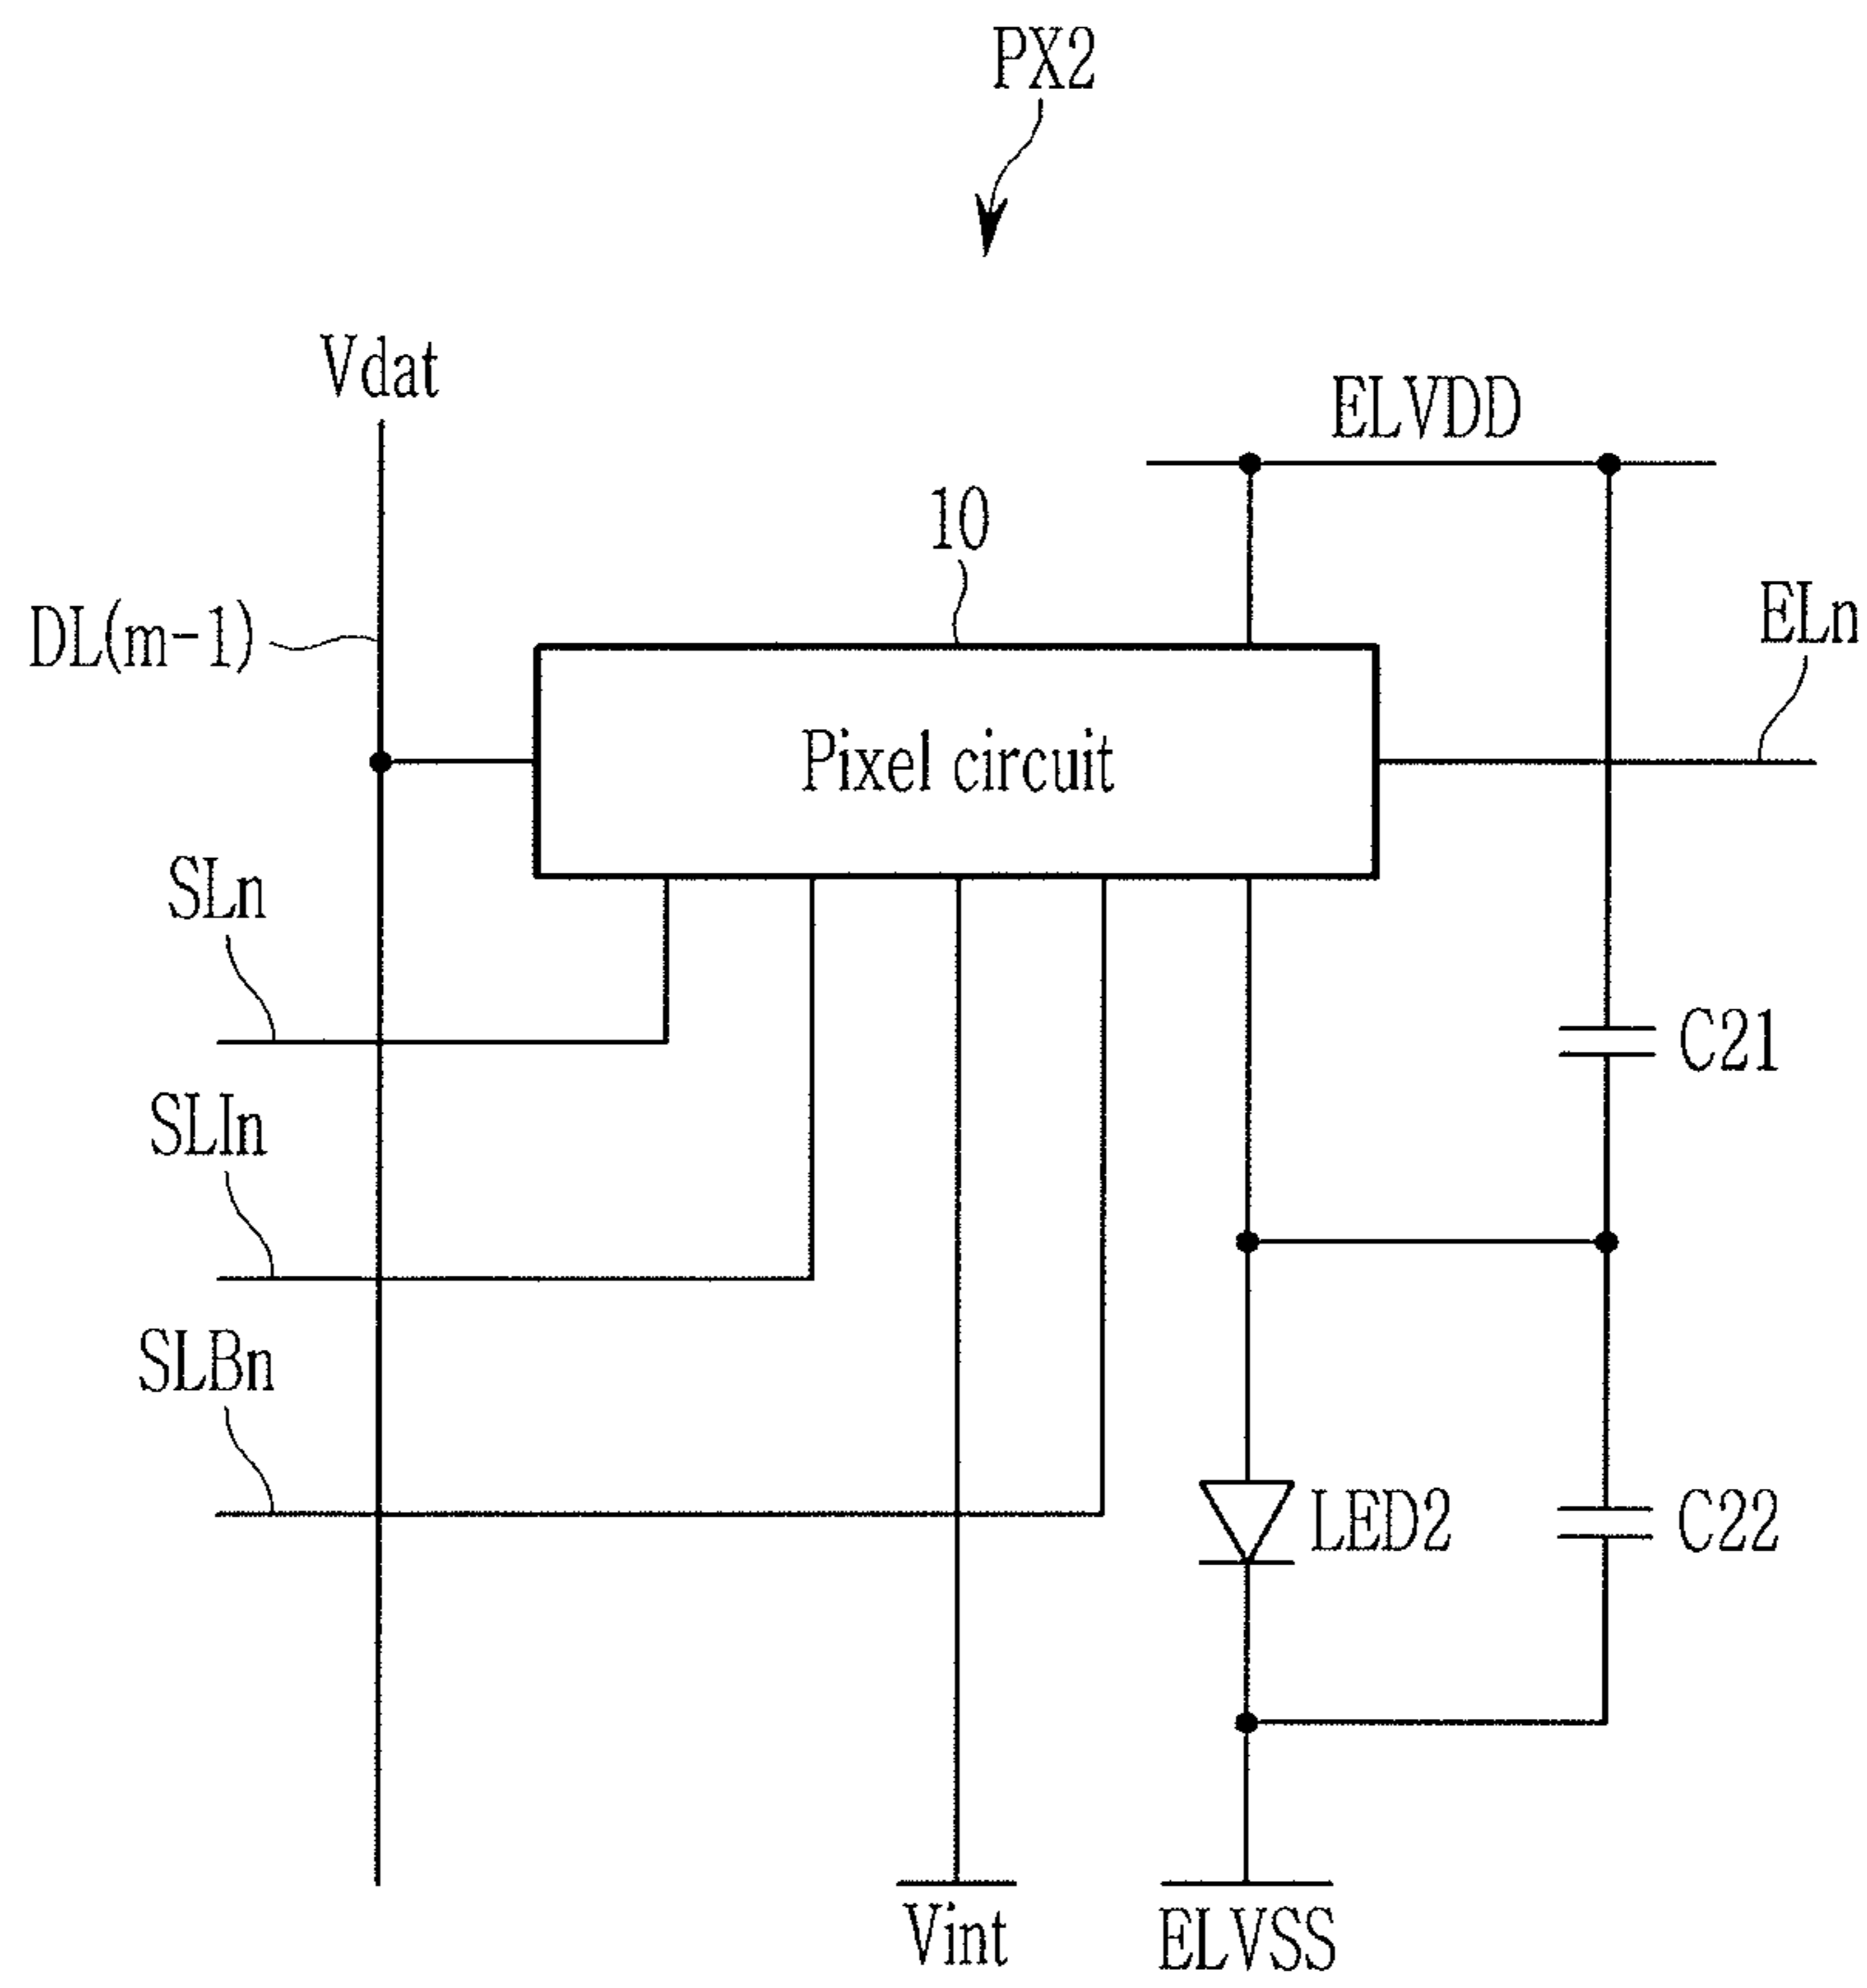 PX2
Vdat
ELVDD
10
DL(m-1)
ELn
Pixel circuit
SLn
C21
SLIn
SLBn
LED2
C22
Vint
ELVSS